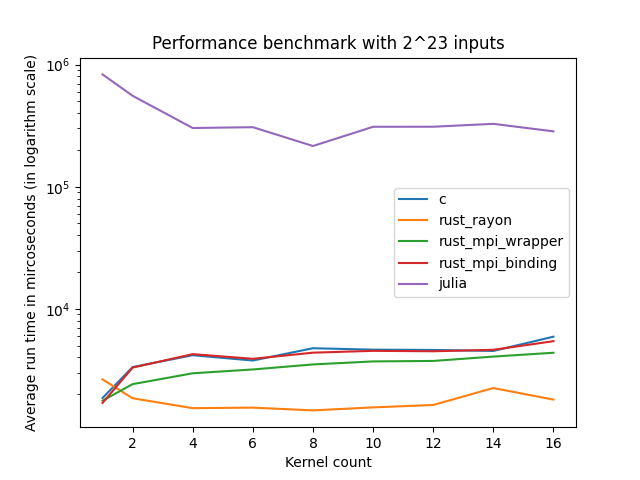 Performance benchmark with 2^23 inputs
Average run time in mircoseconds (in logarithm scale)
10^6
10^5
10^4
c
rust_rayon
rust_mpi_wrapper
rust_mpi_binding
julia
2 4 6 8 10 12 14 16
Kernel count